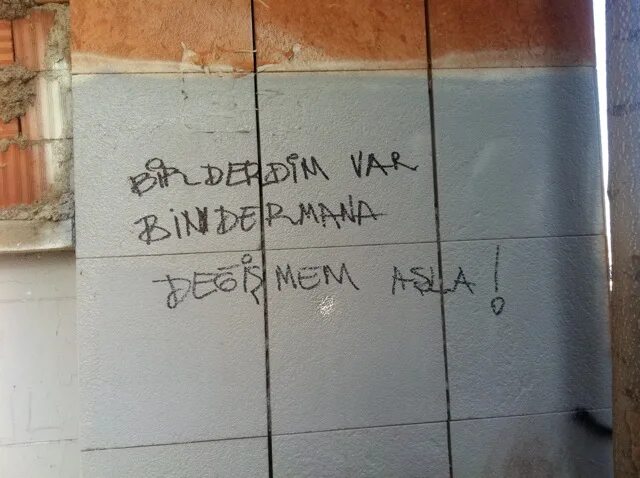 BİR DERDİM VAR
BİN DERMANA
DEĞİŞMEM ASLA!